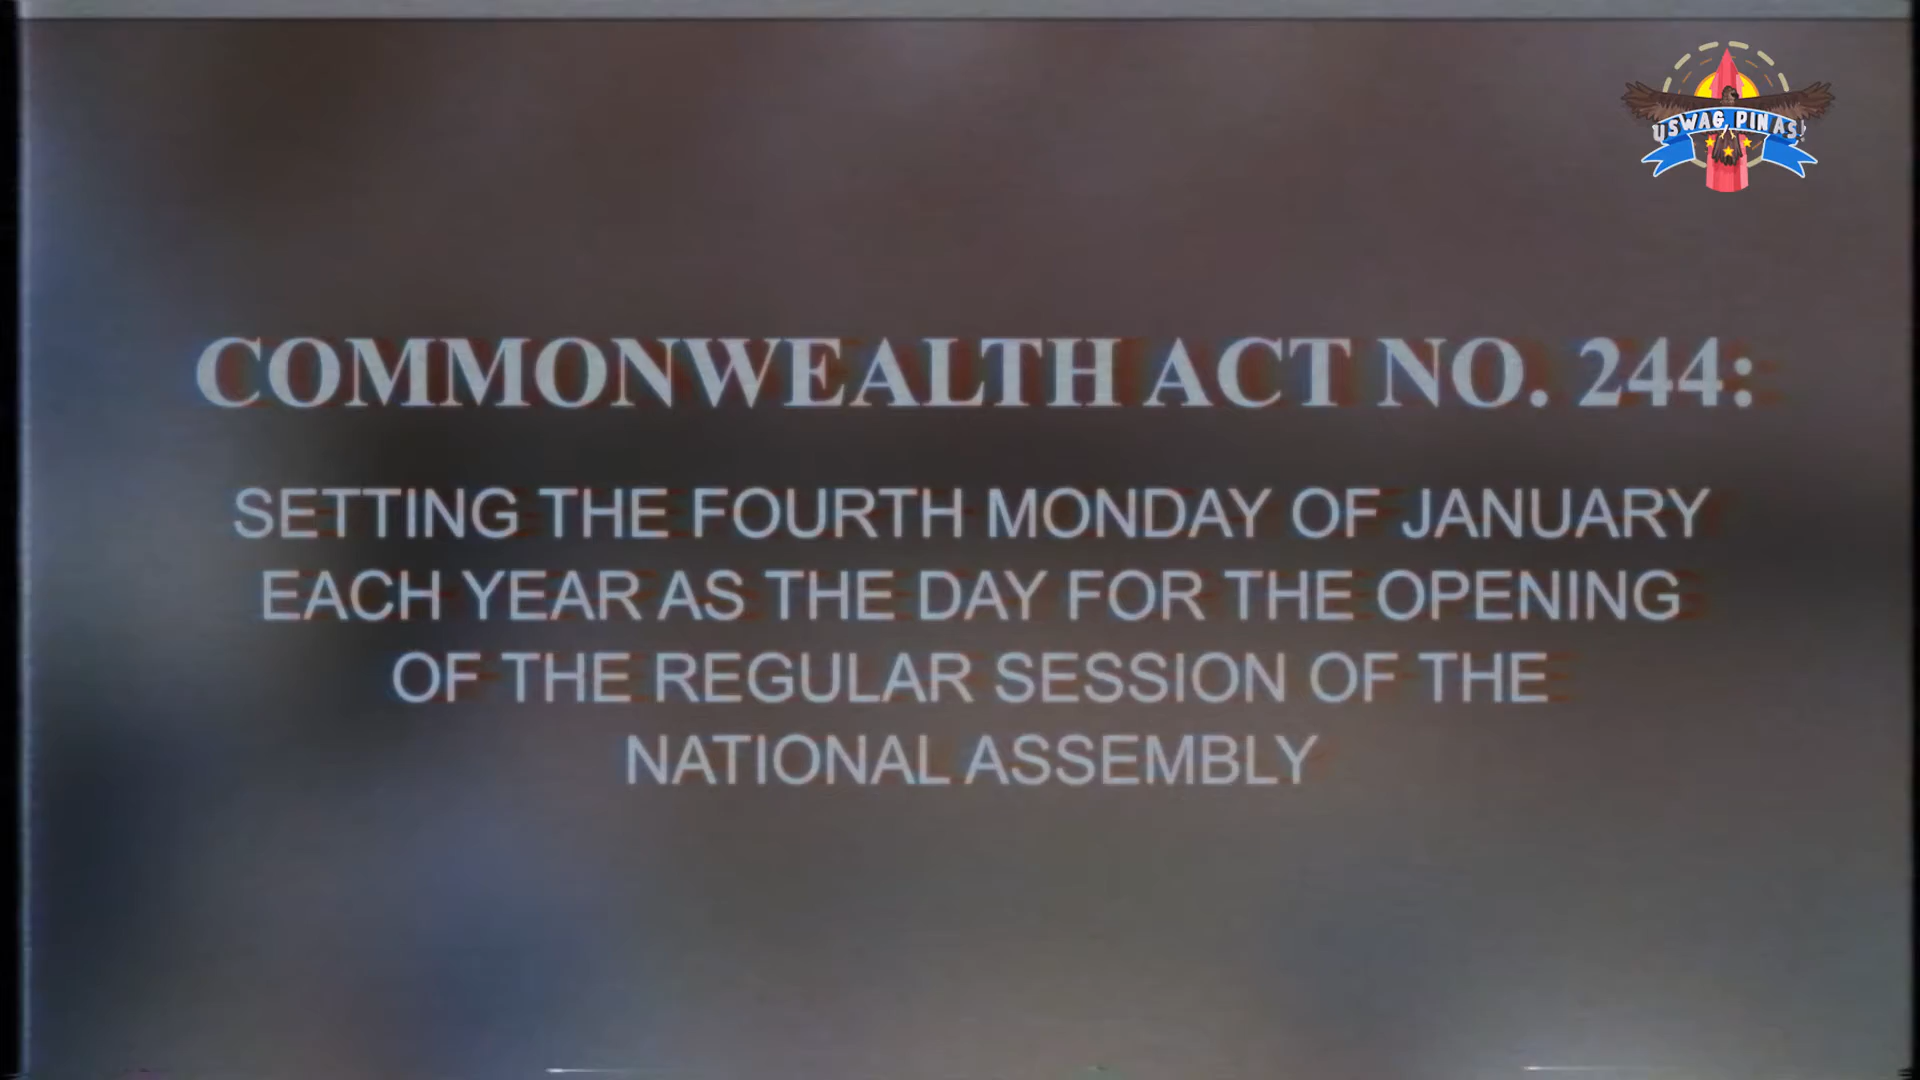 USWAG PINAS!
COMMONWEALTH ACT NO. 244:
SETTING THE FOURTH MONDAY OF JANUARY
EACH YEAR AS THE DAY FOR THE OPENING
OF THE REGULAR SESSION OF THE
NATIONAL ASSEMBLY